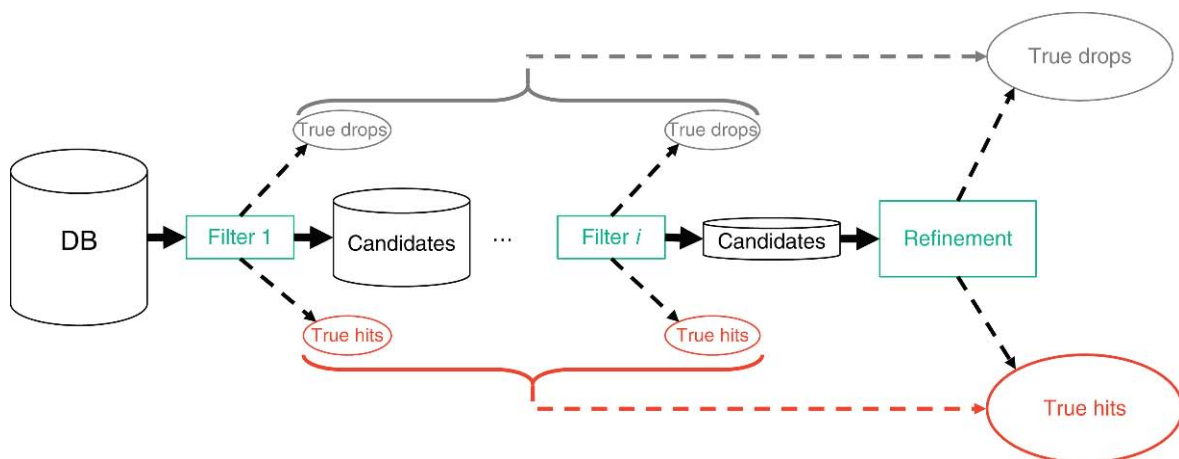 True drops
True drops
True drops
DB
Filter 1
Candidates
...
Filter i
Candidates
Refinement
True hits
True hits
True hits